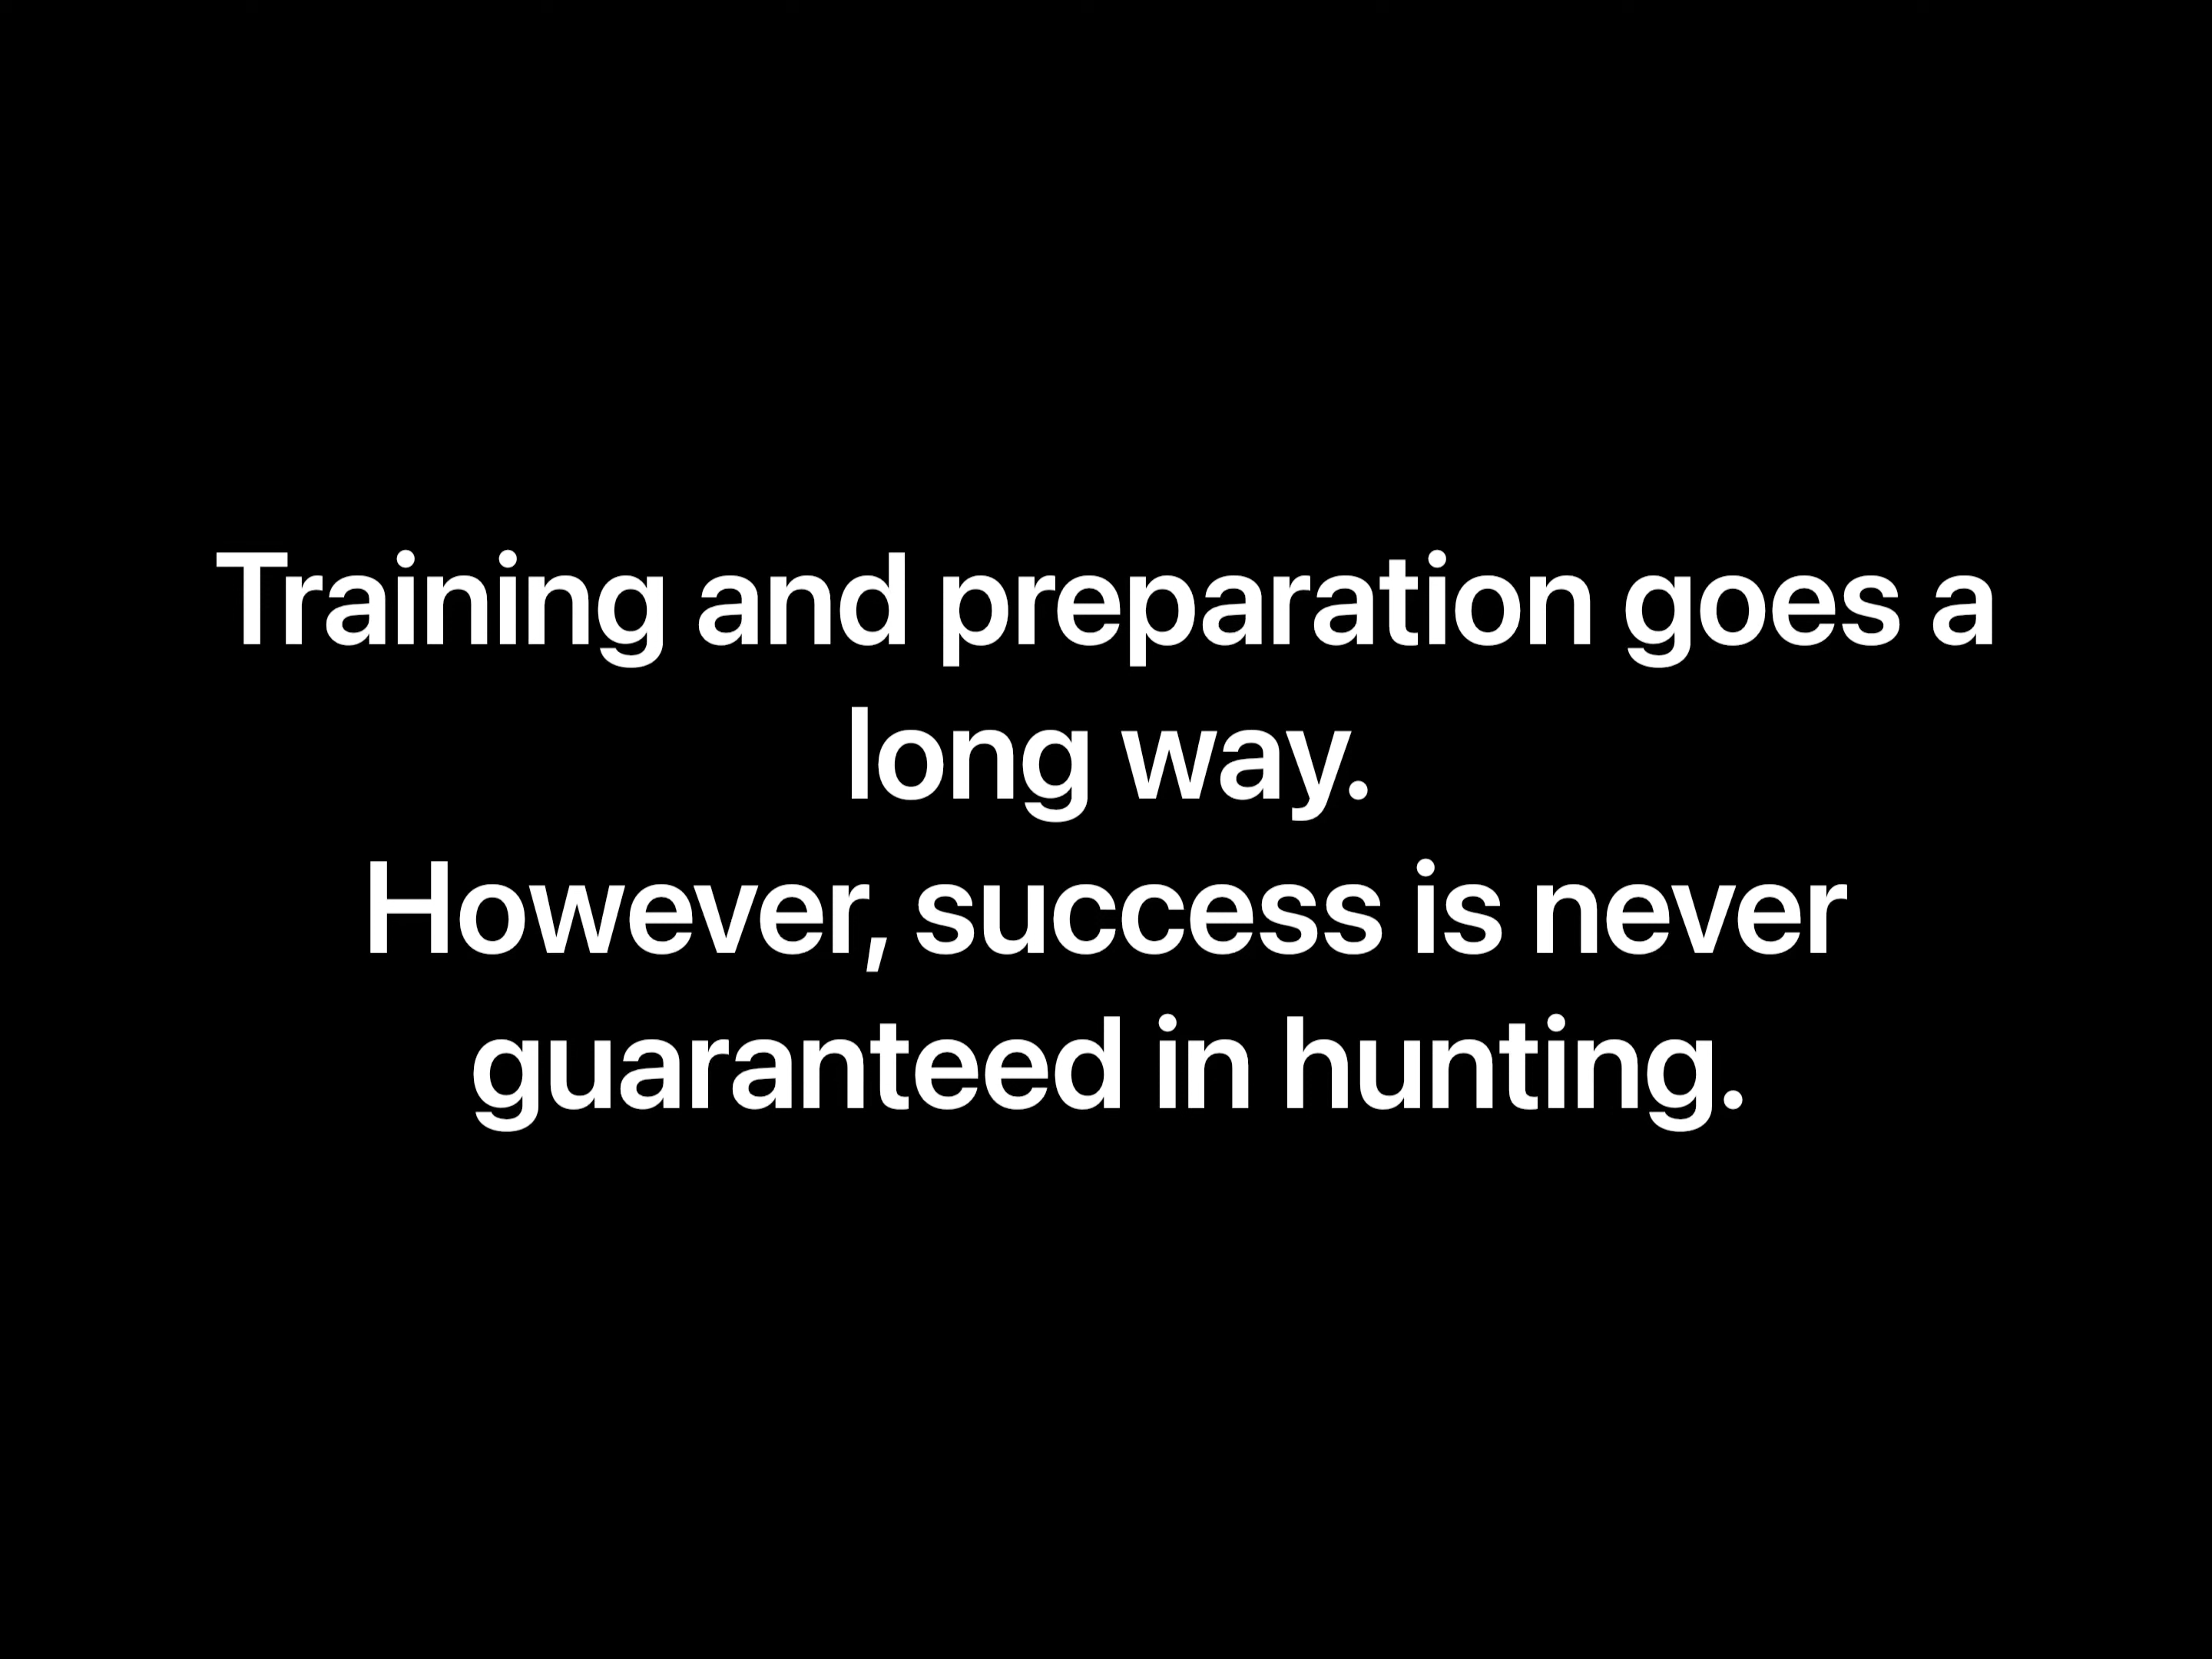 Training and preparation goes a
long way.
However, success is never
guaranteed in hunting.